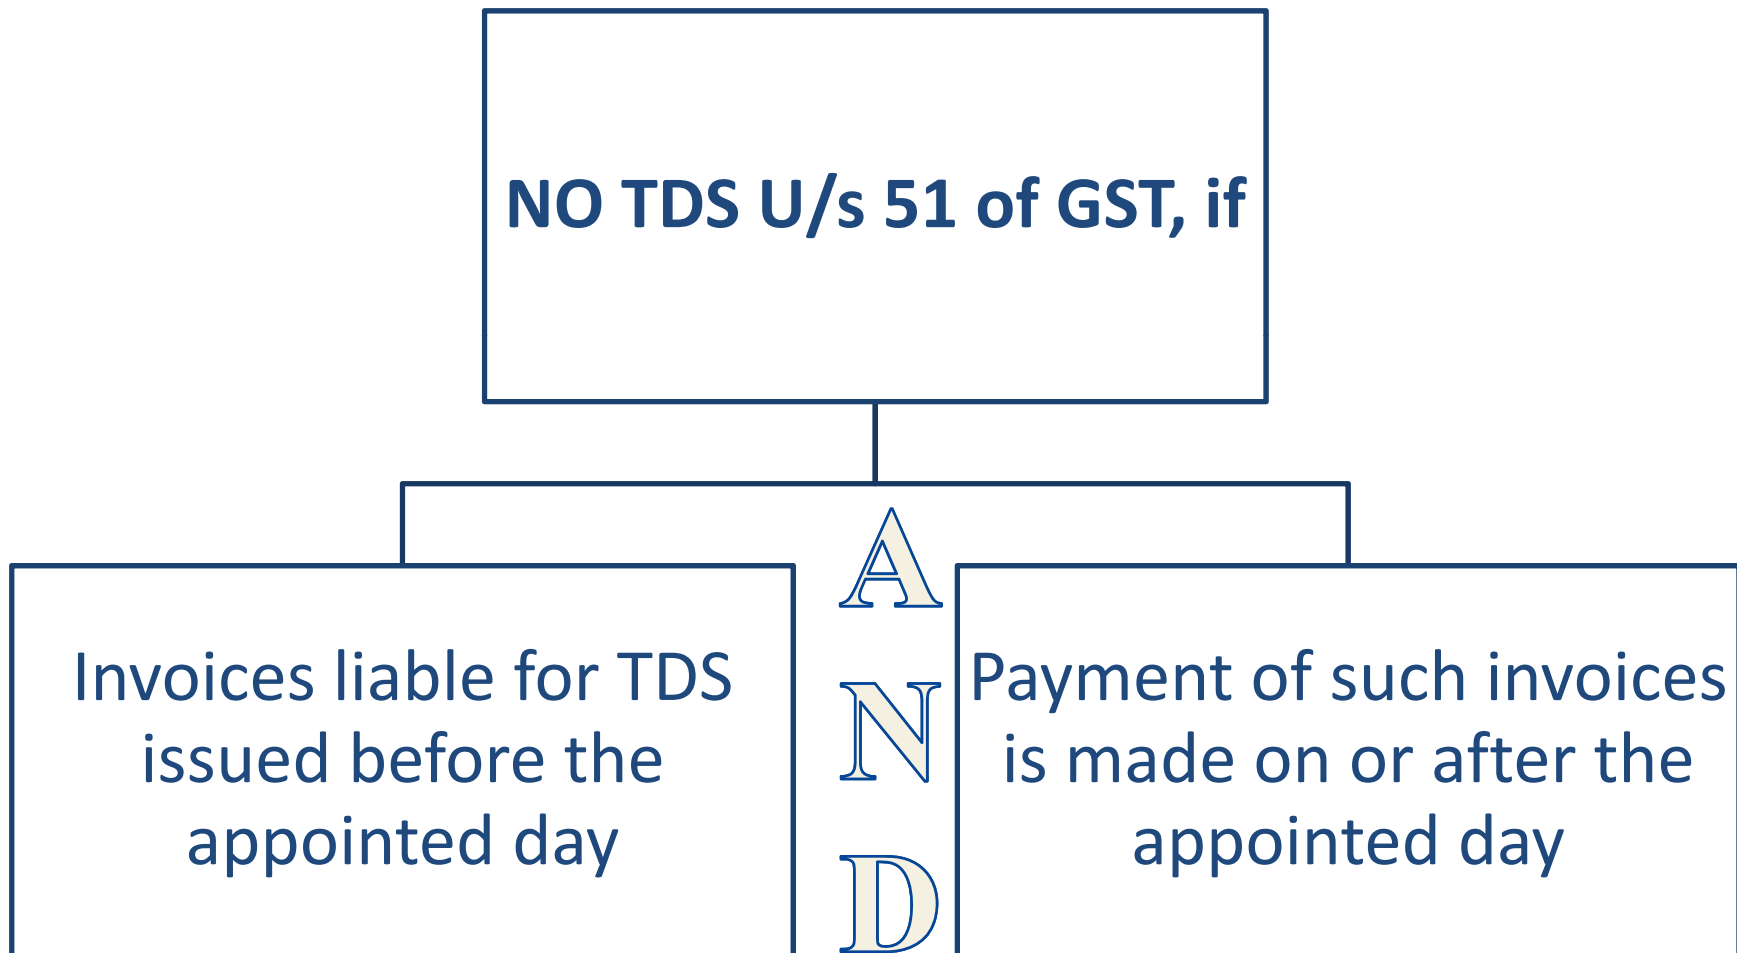 NO TDS U/s 51 of GST, if
Invoices liable for TDS
issued before the
appointed day
A
N
D
Payment of such invoices
is made on or after the
appointed day